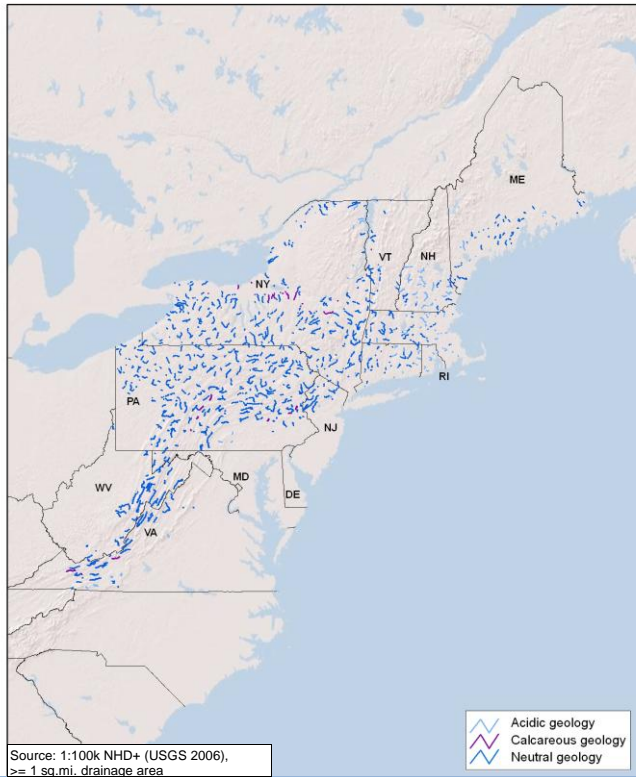 ME
VT
NH
NY
RI
PA
NJ
MD
WV
DE
VA
Acidic geology
Calcareous geology
Neutral geology
Source: 1:100k NHD+ (USGS 2006),
>= 1 sq.mi. drainage area